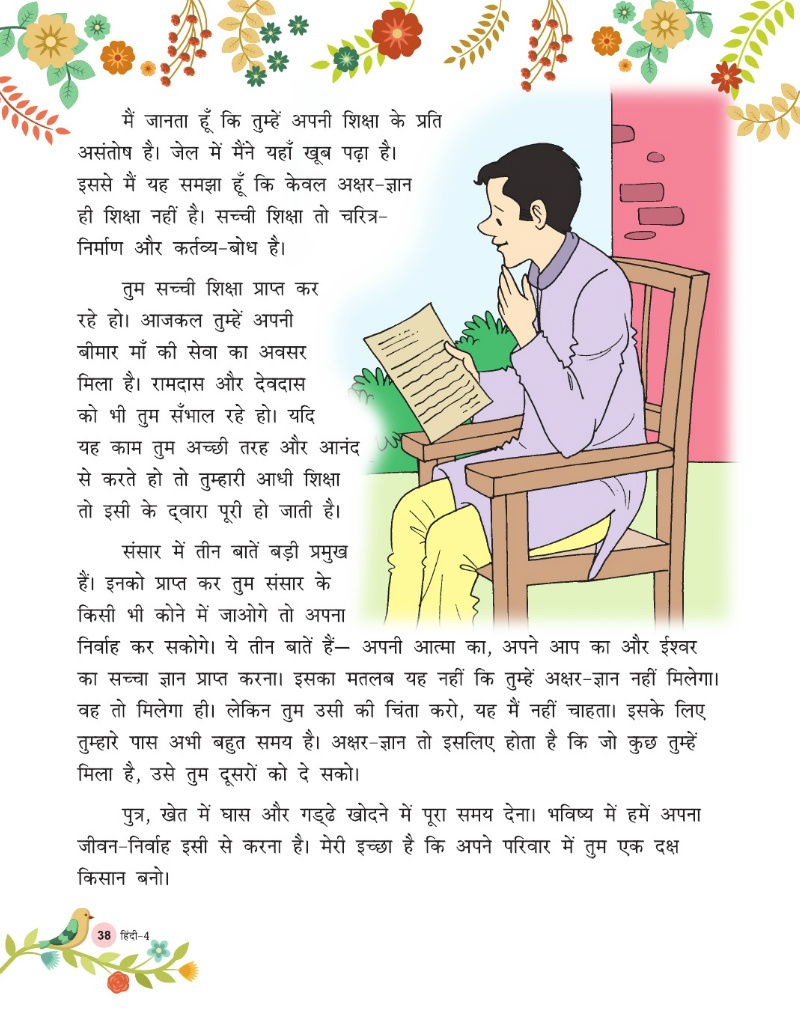 मैं जानता हूँ कि तुम्हें अपनी शिक्षा के प्रति
असंतोष है। जेल में मैंने यहाँ खूब पढ़ा है।
इससे मैं यह समझा हूँ कि केवल अक्षर-ज्ञान
ही शिक्षा नहीं है। सच्ची शिक्षा तो चरित्र-
निर्माण और कर्तव्य-बोध है।
तुम सच्ची शिक्षा प्राप्त कर
रहे हो। आजकल तुम्हें अपनी
बीमार माँ की सेवा का अवसर
मिला है। रामदास और देवदास
को भी तुम सँभाल रहे हो। यदि
यह काम तुम अच्छी तरह और आनंद
से करते हो तो तुम्हारी आधी शिक्षा
तो इसी के द्वारा पूरी हो जाती है।
संसार में तीन बातें बड़ी प्रमुख
हैं। इनको प्राप्त कर तुम संसार के
किसी भी कोने में जाओगे तो अपना
निर्वाह कर सकोगे। ये तीन बातें हैं— अपनी आत्मा का, अपने आप का और ईश्वर
का सच्चा ज्ञान प्राप्त करना। इसका मतलब यह नहीं कि तुम्हें अक्षर-ज्ञान नहीं मिलेगा।
वह तो मिलेगा ही। लेकिन तुम उसी की चिंता करो, यह मैं नहीं चाहता। इसके लिए
तुम्हारे पास अभी बहुत समय है। अक्षर-ज्ञान तो इसलिए होता है कि जो कुछ तुम्हें
मिला है, उसे तुम दूसरों को दे सको।
पुत्र, खेत में घास और गड्ढे खोदने में पूरा समय देना। भविष्य में हमें अपना
जीवन-निर्वाह इसी से करना है। मेरी इच्छा है कि अपने परिवार में तुम एक दक्ष
किसान बनो।
38 हिंदी-4